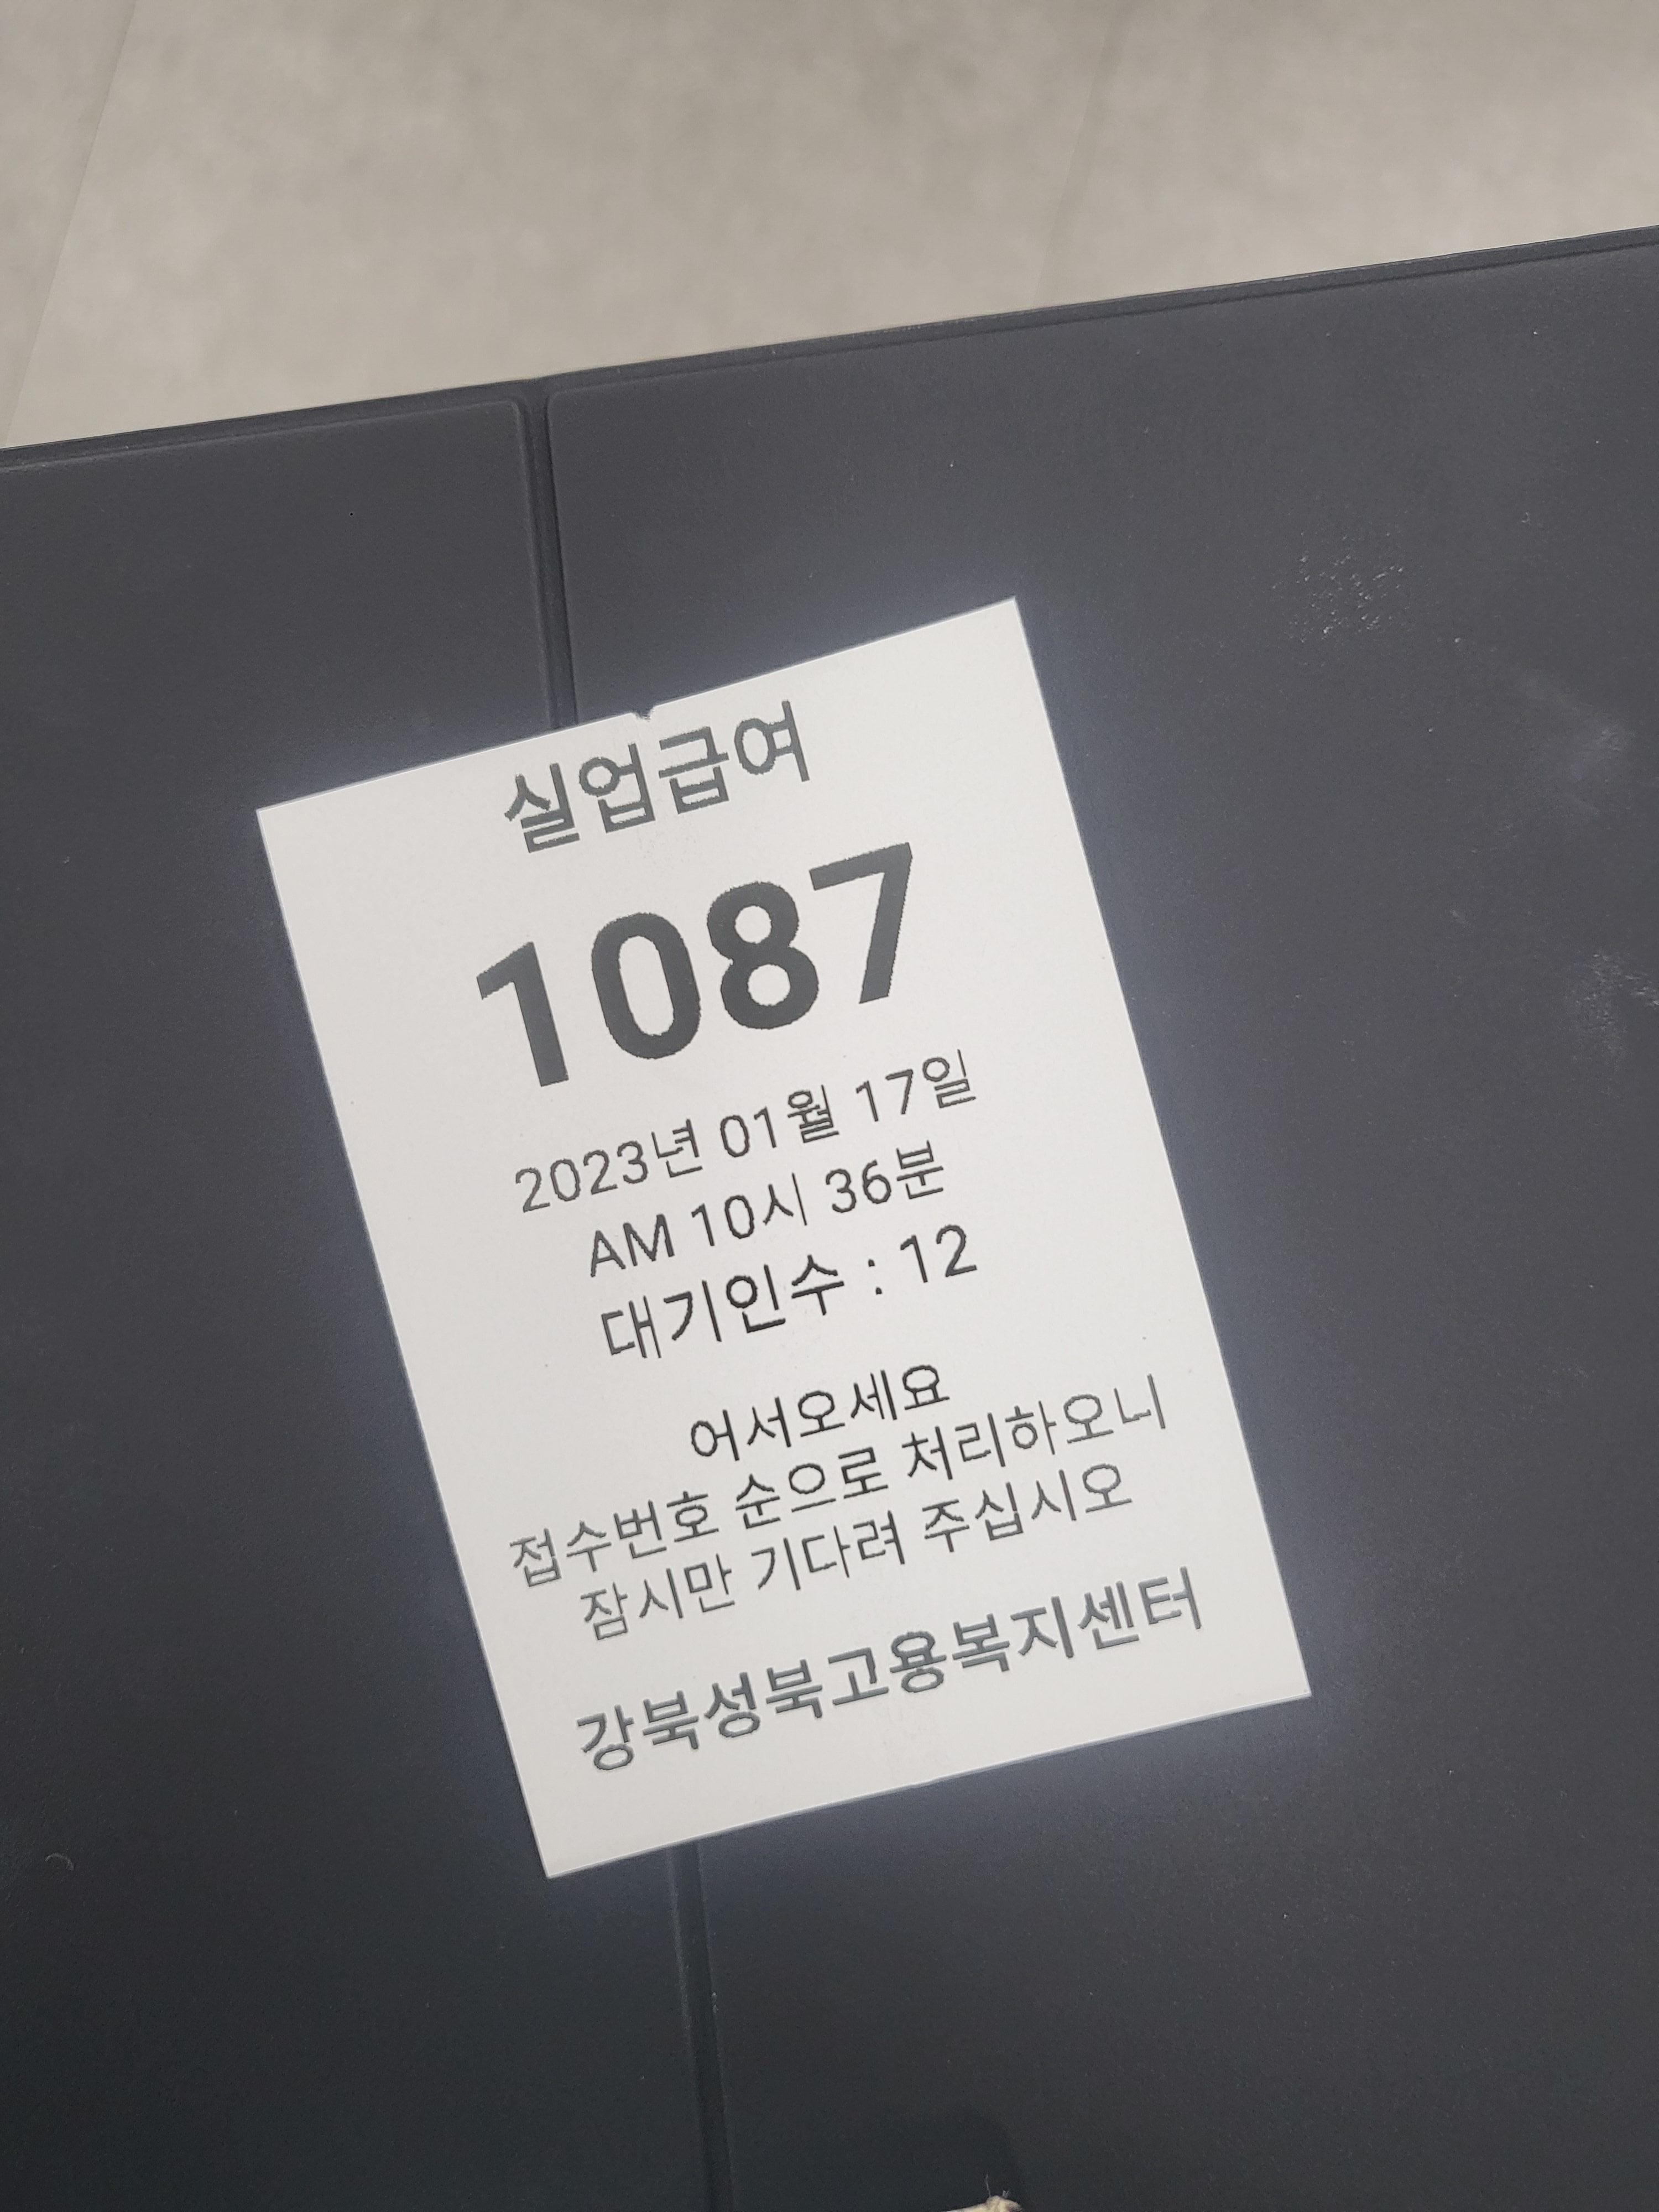 실업급여
1087
2023년 01월 17일
AM 10시 36분
대기인수 : 12
어서오세요
접수번호 순으로 처리하오니
잠시만 기다려 주십시오
강북성북고용복지센터